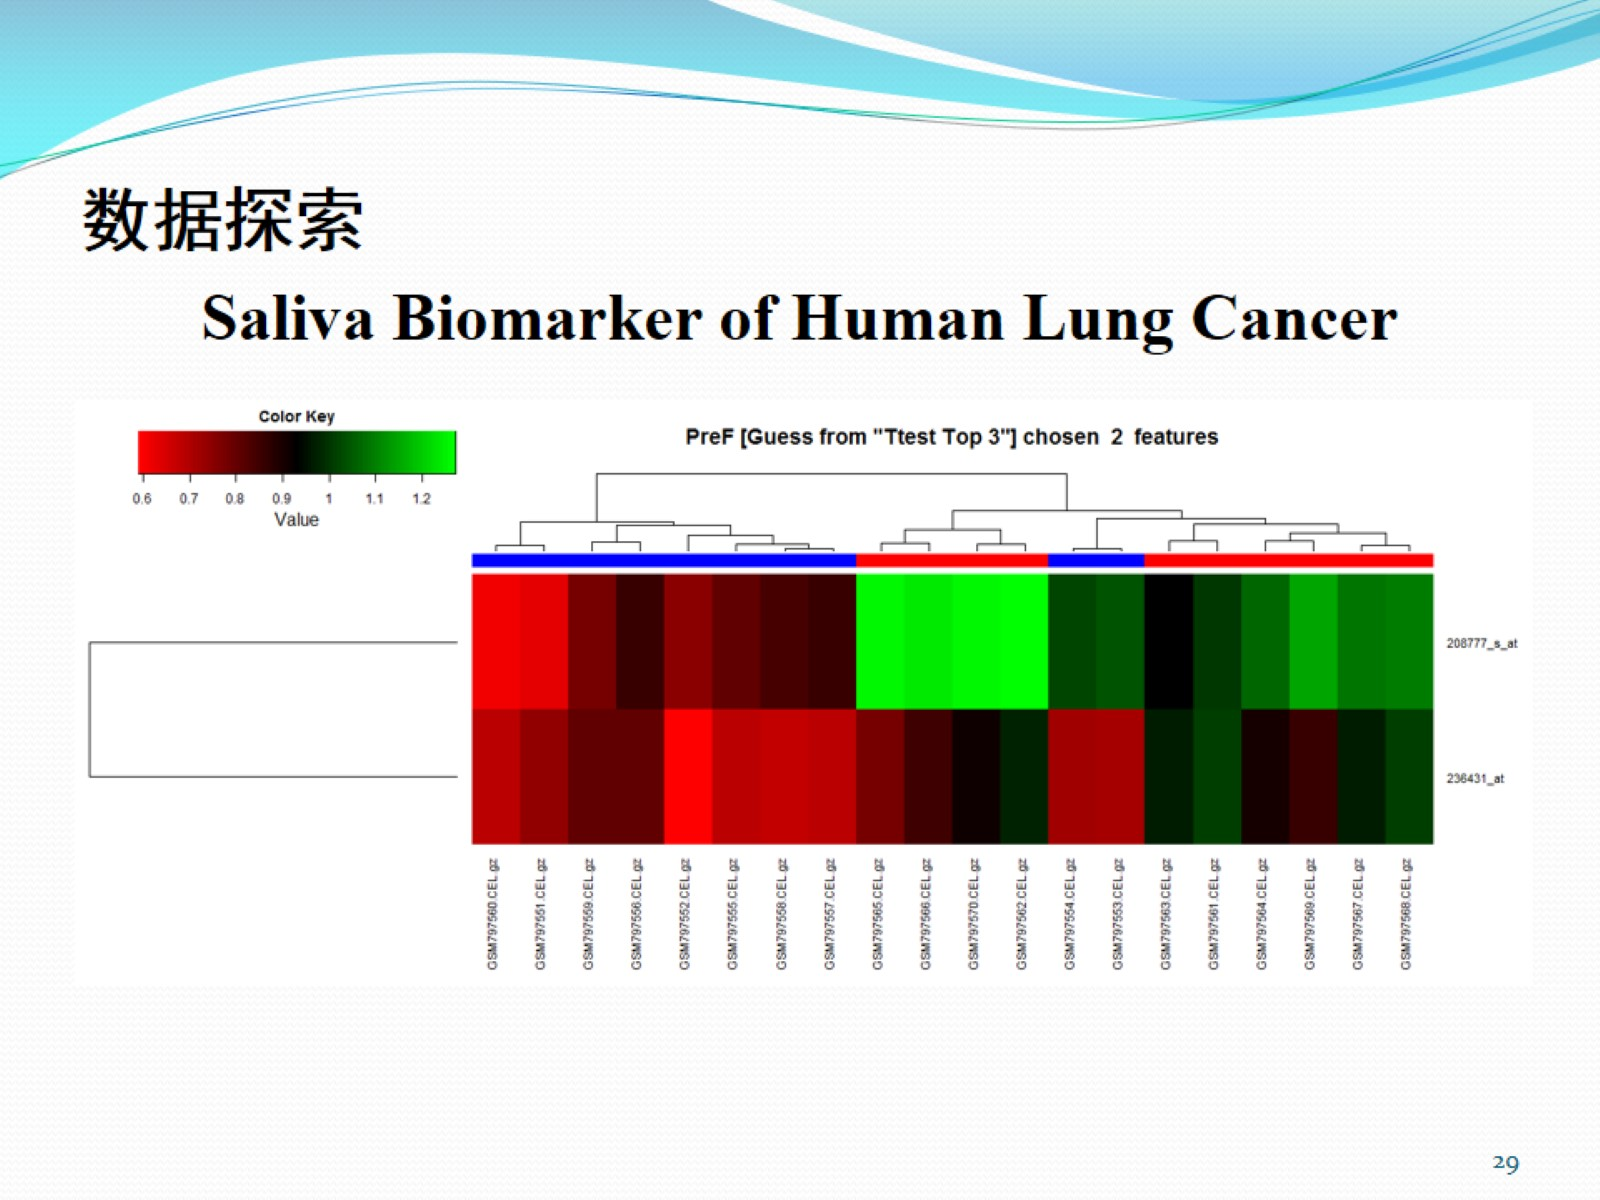 数据探索
Saliva Biomarker of Human Lung Cancer
Color Key
0.6 0.7 0.8 0.9 1 1.1 1.2
Value
PreF [Guess from "Ttest Top 3"] chosen 2 features
208777_s_at
236431_at
GSM797560.CEL.gz
GSM797551.CEL.gz
GSM797559.CEL.gz
GSM797556.CEL.gz
GSM797552.CEL.gz
GSM797555.CEL.gz
GSM797558.CEL.gz
GSM797557.CEL.gz
GSM797565.CEL.gz
GSM797566.CEL.gz
GSM797570.CEL.gz
GSM797562.CEL.gz
GSM797554.CEL.gz
GSM797553.CEL.gz
GSM797563.CEL.gz
GSM797561.CEL.gz
GSM797564.CEL.gz
GSM797569.CEL.gz
GSM797567.CEL.gz
GSM797568.CEL.gz
29